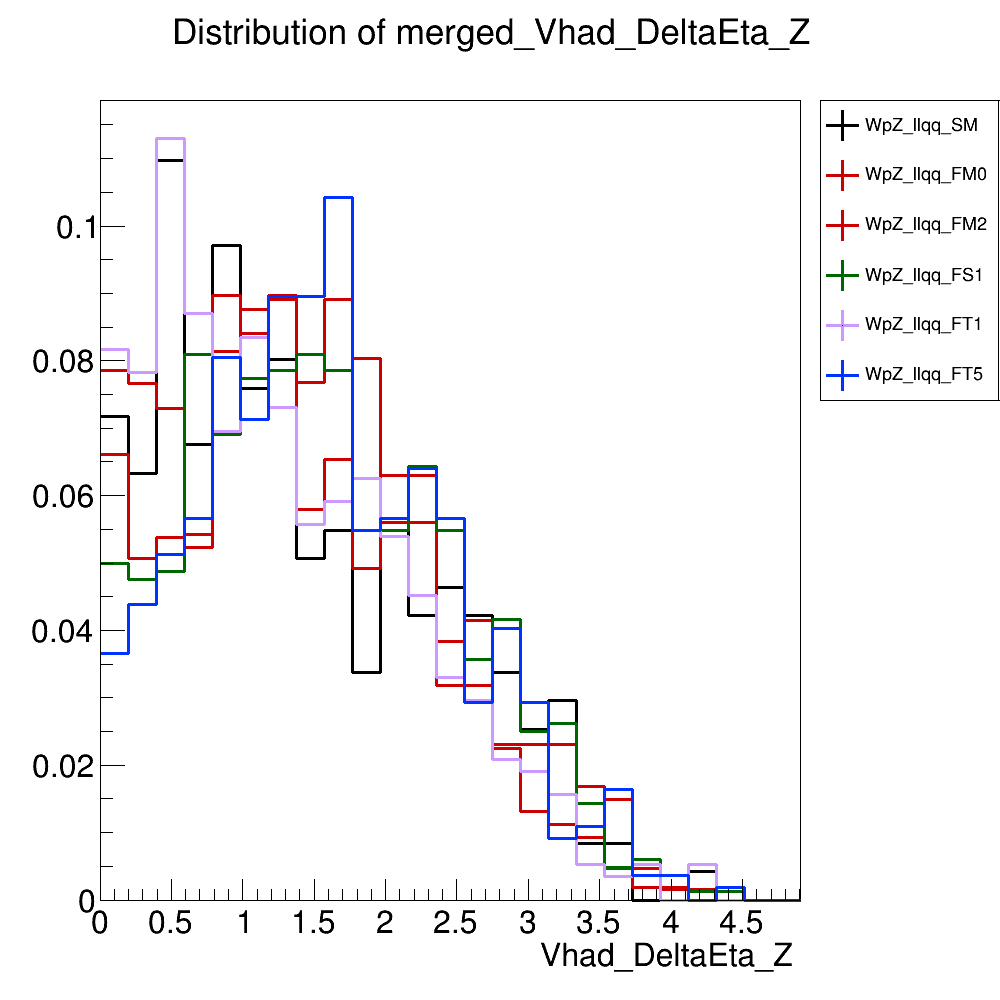 Distribution of merged_Vhad_DeltaEta_Z
WpZ_llqq_SM
WpZ_llqq_FM0
WpZ_llqq_FM2
WpZ_llqq_FS1
WpZ_llqq_FT1
WpZ_llqq_FT5
0.1
0.08
0.06
0.04
0.02
0
0 0.5 1 1.5 2 2.5 3 3.5 4 4.5
Vhad_DeltaEta_Z